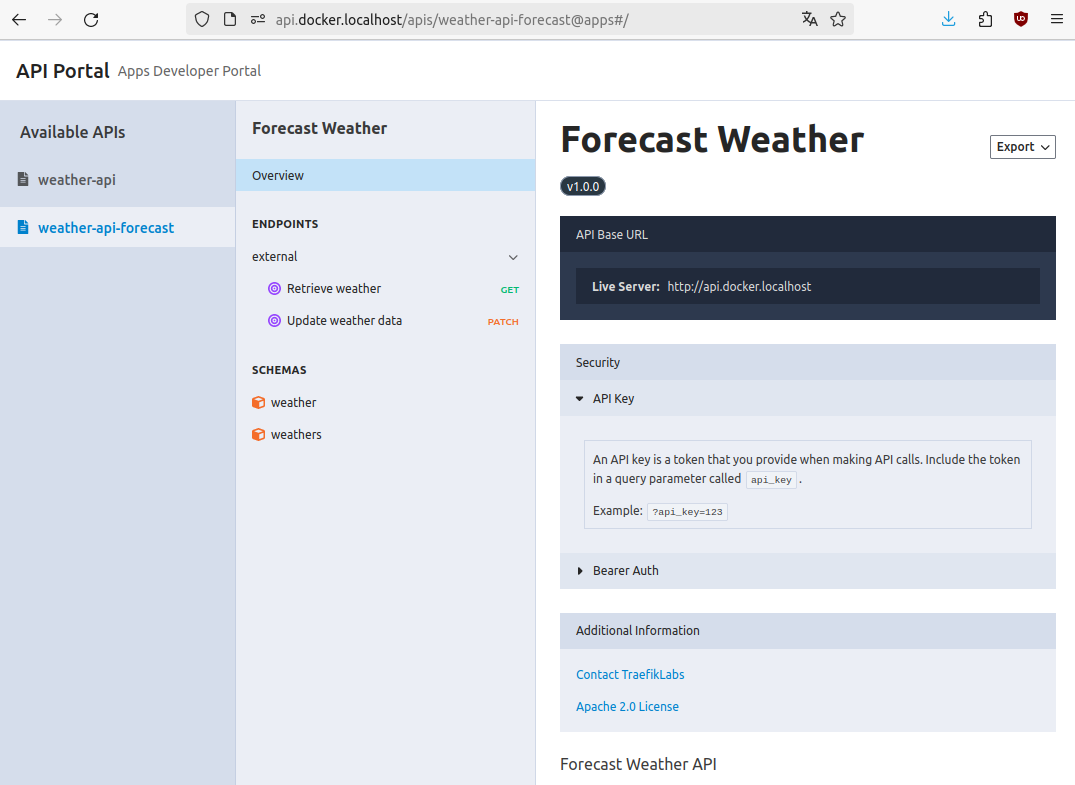 api.docker.localhost/apis/weather-api-forecast@apps#/
API Portal Apps Developer Portal
Available APIs
weather-api
weather-api-forecast
Forecast Weather
Overview
ENDPOINTS
external
Retrieve weather GET
Update weather data PATCH
SCHEMAS
weather
weathers
Forecast Weather
Export
v1.0.0
API Base URL
Live Server: http://api.docker.localhost
Security
API Key
An API key is a token that you provide when making API calls. Include the token
in a query parameter called api_key .
Example: ?api_key=123
Bearer Auth
Additional Information
Contact TraefikLabs
Apache 2.0 License
Forecast Weather API